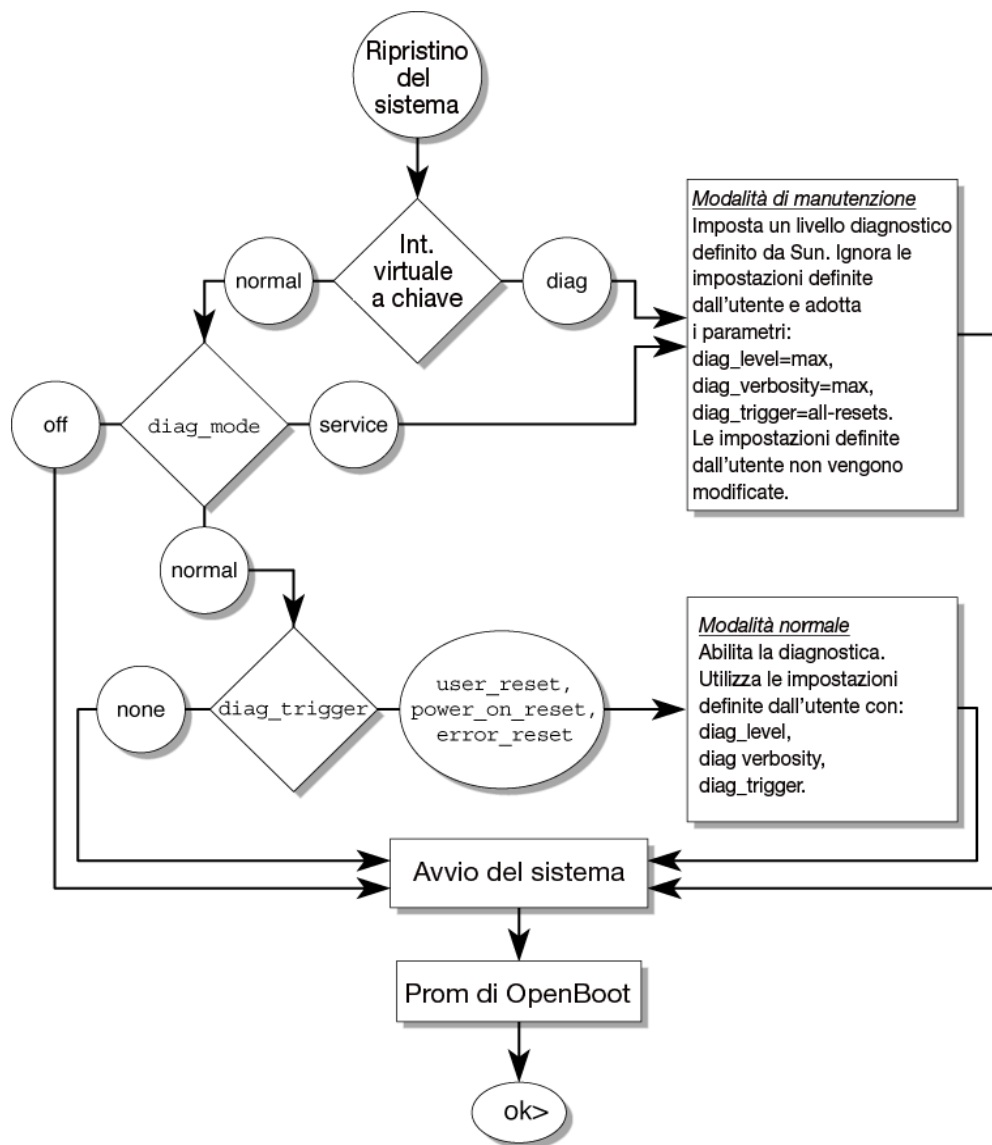 Ripristino
del
sistema
Int.
virtuale
a chiave
normal
diag
Modalità di manutenzione
Imposta un livello diagnostico
definito da Sun. Ignora le
impostazioni definite
dall'utente e adotta
i parametri:
diag_level=max,
diag_verbosity=max,
diag_trigger=all-resets.
Le impostazioni definite
dall'utente non vengono
modificate.
off
diag_mode
service
normal
none
diag_trigger
user_reset,
power_on_reset,
error_reset
Modalità normale
Abilita la diagnostica.
Utilizza le impostazioni
definite dall'utente con:
diag_level,
diag verbosity,
diag_trigger.
Avvio del sistema
Prom di OpenBoot
ok>